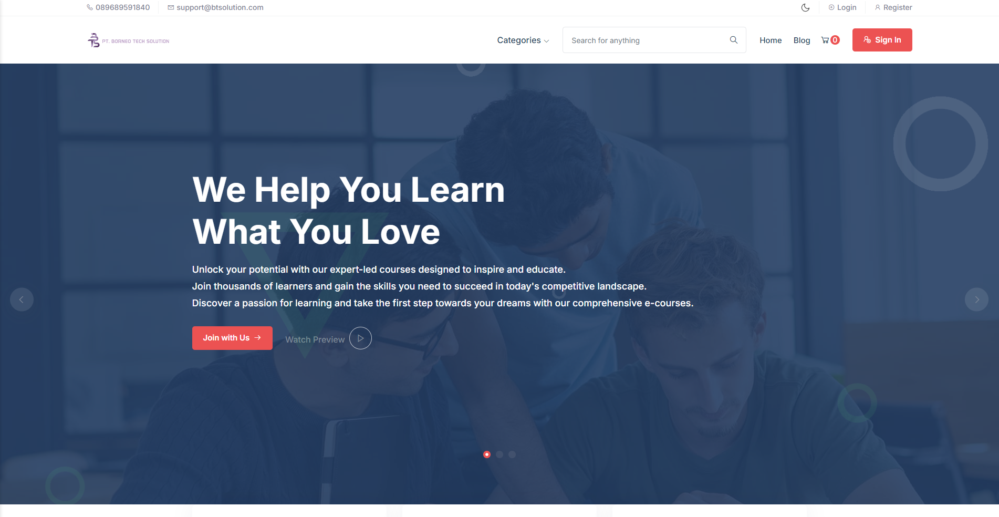 089689591840
support@btsolution.com
Login
Register
BTS
PT. BORNEO TECH SOLUTION
Categories
Search for anything
Home
Blog
0
Sign In
We Help You Learn
What You Love
Unlock your potential with our expert-led courses designed to inspire and educate.
Join thousands of learners and gain the skills you need to succeed in today's competitive landscape.
Discover a passion for learning and take the first step towards your dreams with our comprehensive e-courses.
Join with Us
Watch Preview